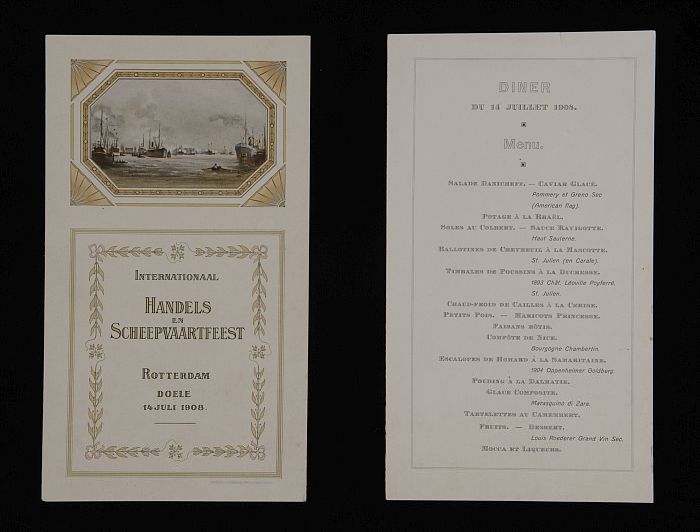 INTERNATIONAAL
HANDELS
EN
SCHEEPVAARTFEEST
ROTTERDAM
DOELE
14 JULI 1908.
DINER
DU 14 JUILLET 1908.
Menu.
SALADE DANICHEFF. — CAVIAR GLACÉ.
Pommery et Greno Sec
(American flag).
POTAGE À LA RHAËL.
SOLES AU COLBERT. — SAUCE RAVIGOTTE.
Haut Sauterne.
BALLOTINES DE CHEVREUIL À LA MASCOTTE.
St. Julien (en Carafe).
TIMBALES DE POUSSINS À LA DUCHESSE.
1893 Chât. Léoville Poyferré.
St. Julien.
CHAUD-FROID DE CAILLES À LA CERISE.
PETITS POIS. — HARICOTS PRINCESSE.
FAISANS RÔTIS.
COMPÔTE DE NICE.
Bourgogne Chambertin.
ESCALOPES DE HOMARD À LA SAMARITAINE.
1904 Oppenheimer Goldberg.
POUDING À LA DALMATIE.
GLACE COMPOSITE.
Marasquino di Zara.
TARTELETTES AU CAMEMBERT.
FRUITS. — DESSERT.
Louis Roederer Grand Vin Sec.
MOCCA ET LIQUEURS.